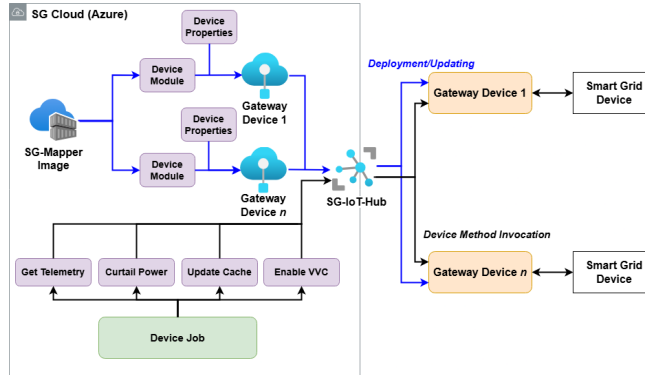 SG Cloud (Azure)
Device
Properties
Device
Module
Gateway
Device 1
Deployment/Updating
Gateway Device 1
Smart Grid
Device
SG-Mapper
Image
Device
Properties
Device
Module
Gateway
Device n
SG-IoT-Hub
Device Method Invocation
Gateway Device n
Smart Grid
Device
Get Telemetry
Curtail Power
Update Cache
Enable VVC
Device Job